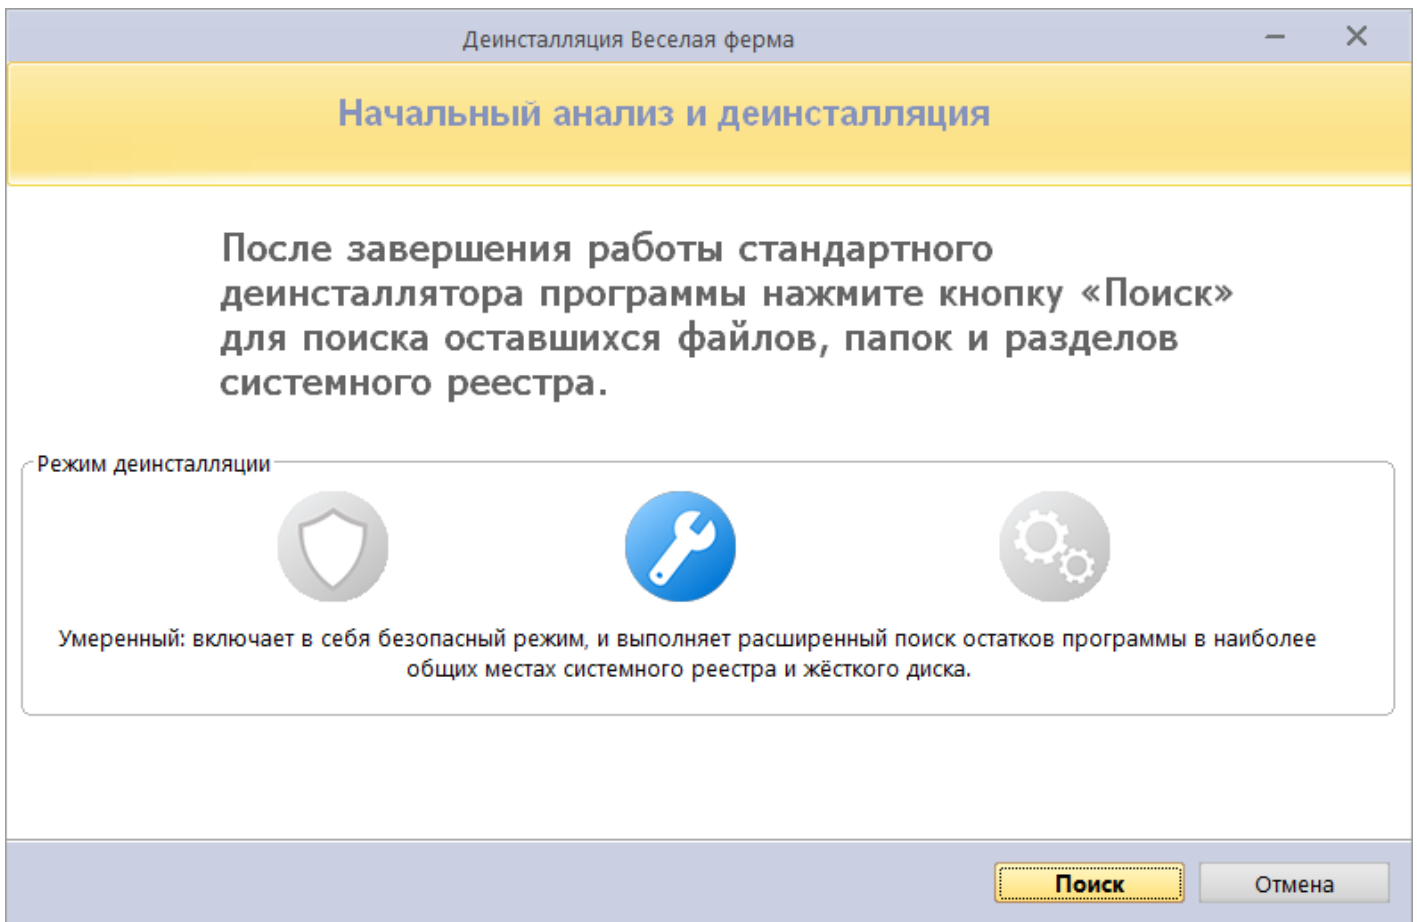 Деинсталляция Веселая ферма
Начальный анализ и деинсталляция
После завершения работы стандартного
деинсталлятора программы нажмите кнопку «Поиск»
для поиска оставшихся файлов, папок и разделов
системного реестра.
Режим деинсталляции
Умеренный: включает в себя безопасный режим, и выполняет расширенный поиск остатков программы в наиболее
общих местах системного реестра и жёсткого диска.
Поиск
Отмена